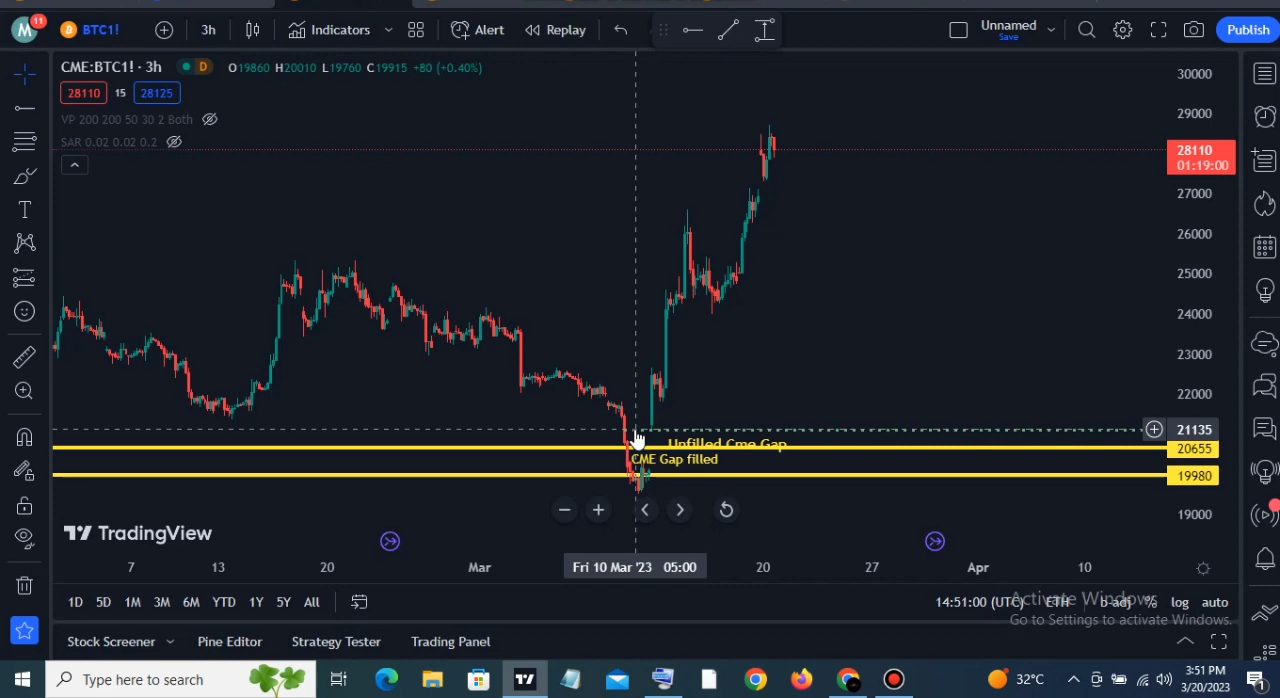 M 11 BTC1! 3h Indicators Alert Replay Unnamed Save Publish
CME:BTC1! · 3h D O19860 H20010 L19760 C19915 +80 (+0.40%)
28110 15 28125
VP 200 200 50 30 2 Both
SAR 0.02 0.02 0.2
30000
29000
28110
01:19:00
27000
26000
25000
24000
23000
22000
21135
Unfilled Cme Gap
20655
CME Gap filled
19980
19000
TradingView
7 13 20 Mar Fri 10 Mar '23 05:00 20 27 Apr 10
1D 5D 1M 3M 6M YTD 1Y 5Y All 14:51:00 (UTC) ETH b-adj % log auto
Activate Windows
Go to Settings to activate Windows.
Stock Screener Pine Editor Strategy Tester Trading Panel
Type here to search 32°C 3:51 PM
3/20/2023